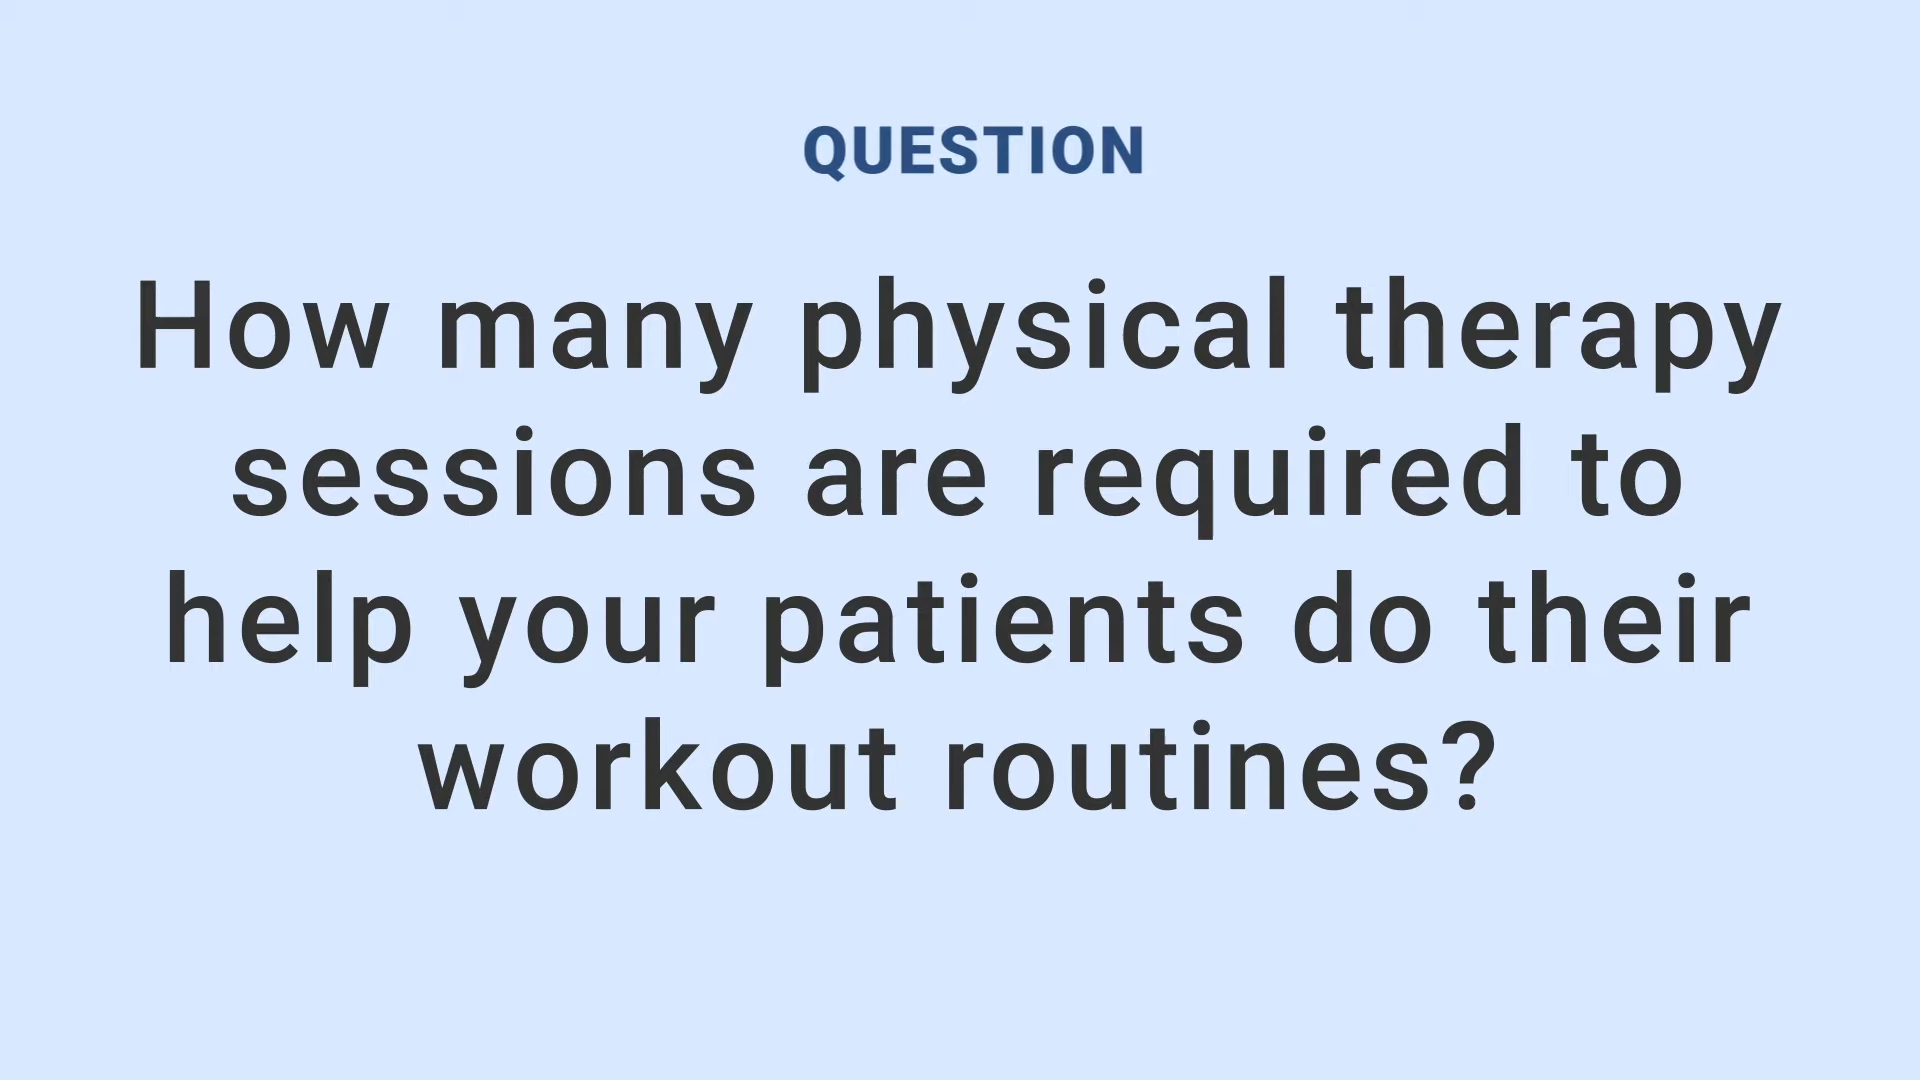 QUESTION
How many physical therapy
sessions are required to
help your patients do their
workout routines?